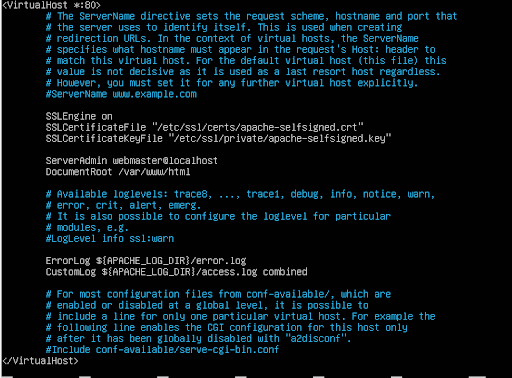 <VirtualHost *:80>
# The ServerName directive sets the request scheme, hostname and port that
# the server uses to identify itself. This is used when creating
# redirection URLs. In the context of virtual hosts, the ServerName
# specifies what hostname must appear in the request's Host: header to
# match this virtual host. For the default virtual host (this file) this
# value is not decisive as it is used as a last resort host regardless.
# However, you must set it for any further virtual host explicitly.
#ServerName www.example.com
SSLEngine on
SSLCertificateFile "/etc/ssl/certs/apache-selfsigned.crt"
SSLCertificateKeyFile "/etc/ssl/private/apache-selfsigned.key"
ServerAdmin webmaster@localhost
DocumentRoot /var/www/html
# Available loglevels: trace8, ..., trace1, debug, info, notice, warn,
# error, crit, alert, emerg.
# It is also possible to configure the loglevel for particular
# modules, e.g.
#LogLevel info ssl:warn
ErrorLog ${APACHE_LOG_DIR}/error.log
CustomLog ${APACHE_LOG_DIR}/access.log combined
# For most configuration files from conf-available/, which are
# enabled or disabled at a global level, it is possible to
# include a line for only one particular virtual host. For example the
# following line enables the CGI configuration for this host only
# after it has been globally disabled with "a2disconf".
#Include conf-available/serve-cgi-bin.conf
</VirtualHost>